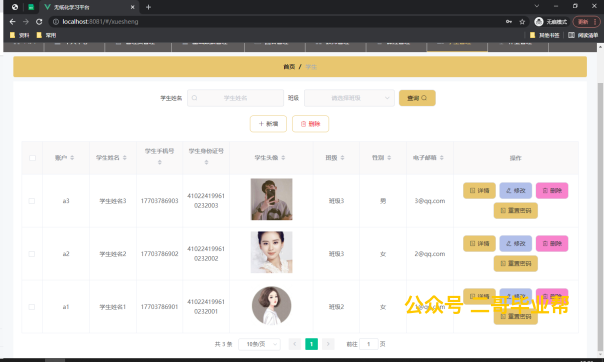 无纸化学习平台
localhost:8081/#/xuesheng
无痕模式
更新
资料 常用
其他书签 阅读清单
首页 / 学生
学生姓名 学生姓名 班级 请选择班级 查询
+ 新增 删除
账户 学生姓名 学生手机号 学生身份证号 学生头像 班级 性别 电子邮箱 操作
a3 学生姓名3 17703786903 410224199610232003 班级3 男 3@qq.com 详情 修改 删除
重置密码
a2 学生姓名2 17703786902 410224199610232002 班级3 女 2@qq.com 详情 修改 删除
重置密码
a1 学生姓名1 17703786901 410224199610232001 班级2 女 1@qq.com 详情 修改 删除
重置密码
公众号 二哥毕业帮
共 3 条 10条/页 1 前往 1 页